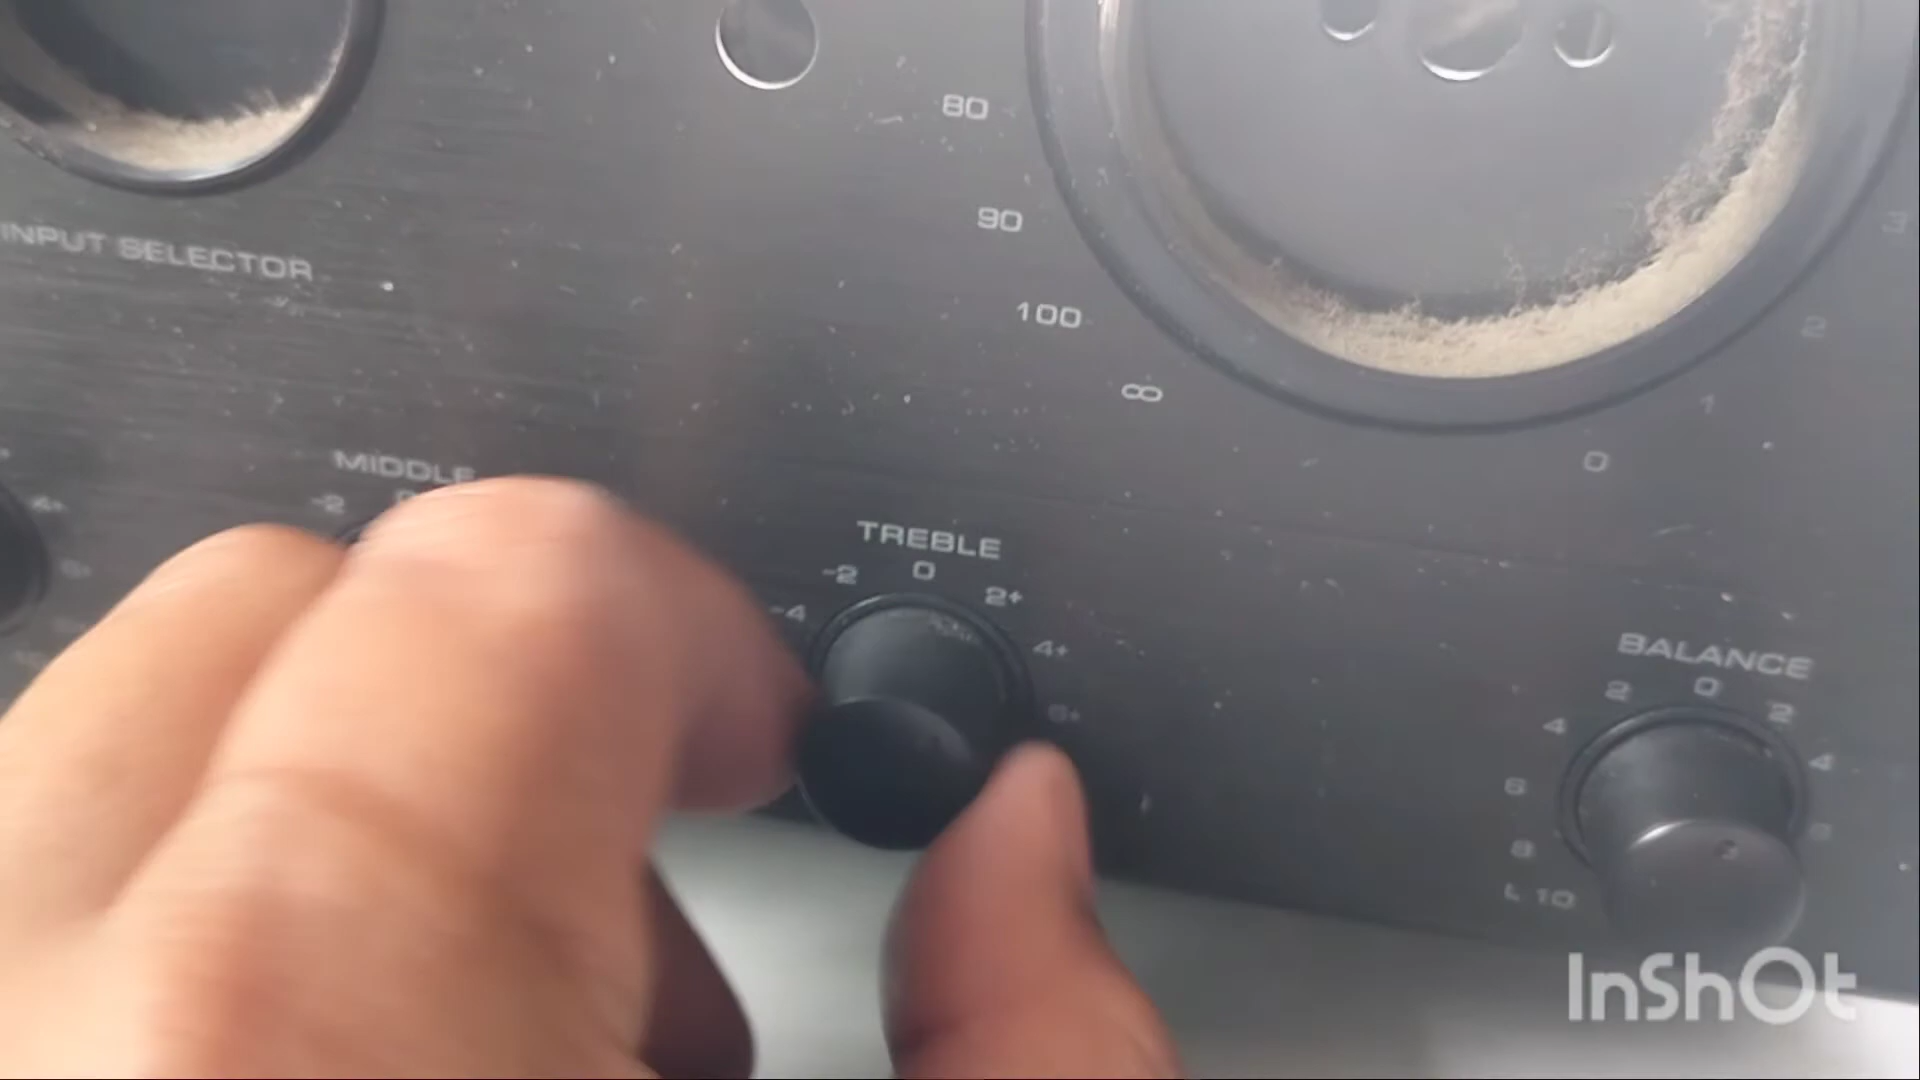 80
90
INPUT SELECTOR
100
2
∞
1
0
MIDDLE
-2
4+
TREBLE
-2 0 2+
-4 4+
6+
BALANCE
2 0 2
4 4
6
8
L 10
InShOt